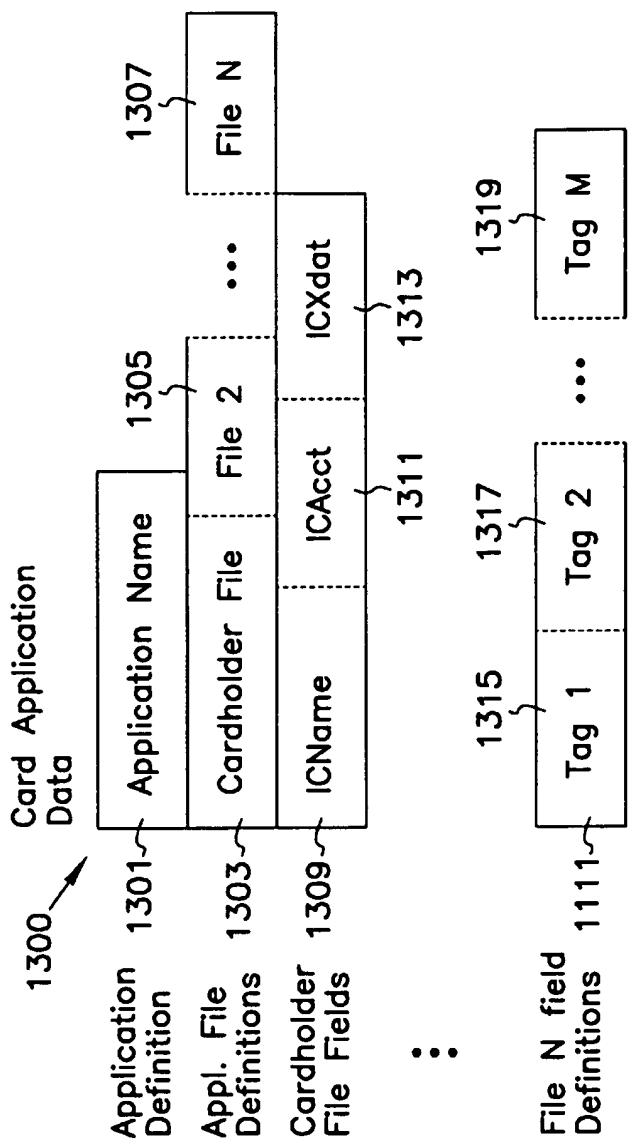 Card Application
Data
1300
Application
Definition
1301
Application Name
Appl. File
Definitions
1303
Cardholder File
File 2
1305
•••
File N
1307
Cardholder
File Fields
1309
ICName
ICAcct
1311
ICXdat
1313
•••
File N field
Definitions
1111
Tag 1
1315
Tag 2
1317
•••
Tag M
1319